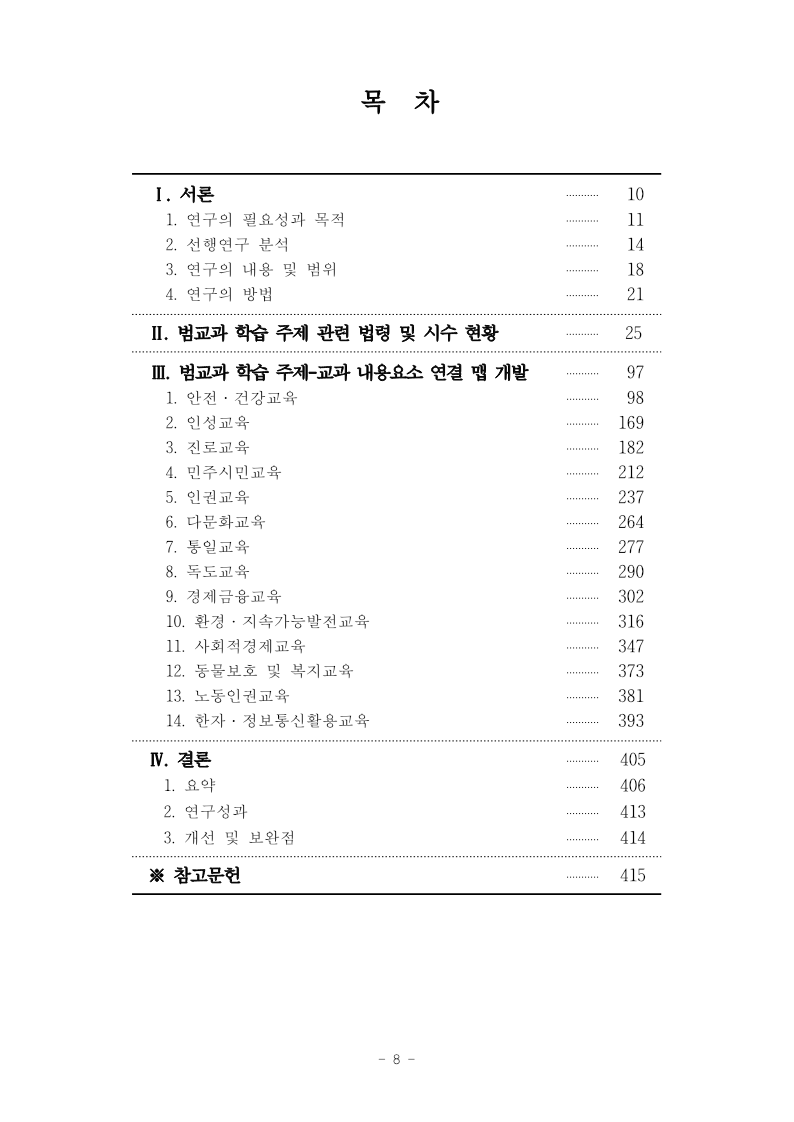 목 차
Ⅰ. 서론 ··········· 10
1. 연구의 필요성과 목적 ··········· 11
2. 선행연구 분석 ··········· 14
3. 연구의 내용 및 범위 ··········· 18
4. 연구의 방법 ··········· 21
Ⅱ. 범교과 학습 주제 관련 법령 및 시수 현황 ··········· 25
Ⅲ. 범교과 학습 주제-교과 내용요소 연결 맵 개발 ··········· 97
1. 안전·건강교육 ··········· 98
2. 인성교육 ··········· 169
3. 진로교육 ··········· 182
4. 민주시민교육 ··········· 212
5. 인권교육 ··········· 237
6. 다문화교육 ··········· 264
7. 통일교육 ··········· 277
8. 독도교육 ··········· 290
9. 경제금융교육 ··········· 302
10. 환경·지속가능발전교육 ··········· 316
11. 사회적경제교육 ··········· 347
12. 동물보호 및 복지교육 ··········· 373
13. 노동인권교육 ··········· 381
14. 한자·정보통신활용교육 ··········· 393
Ⅳ. 결론 ··········· 405
1. 요약 ··········· 406
2. 연구성과 ··········· 413
3. 개선 및 보완점 ··········· 414
※ 참고문헌 ··········· 415
- 8 -